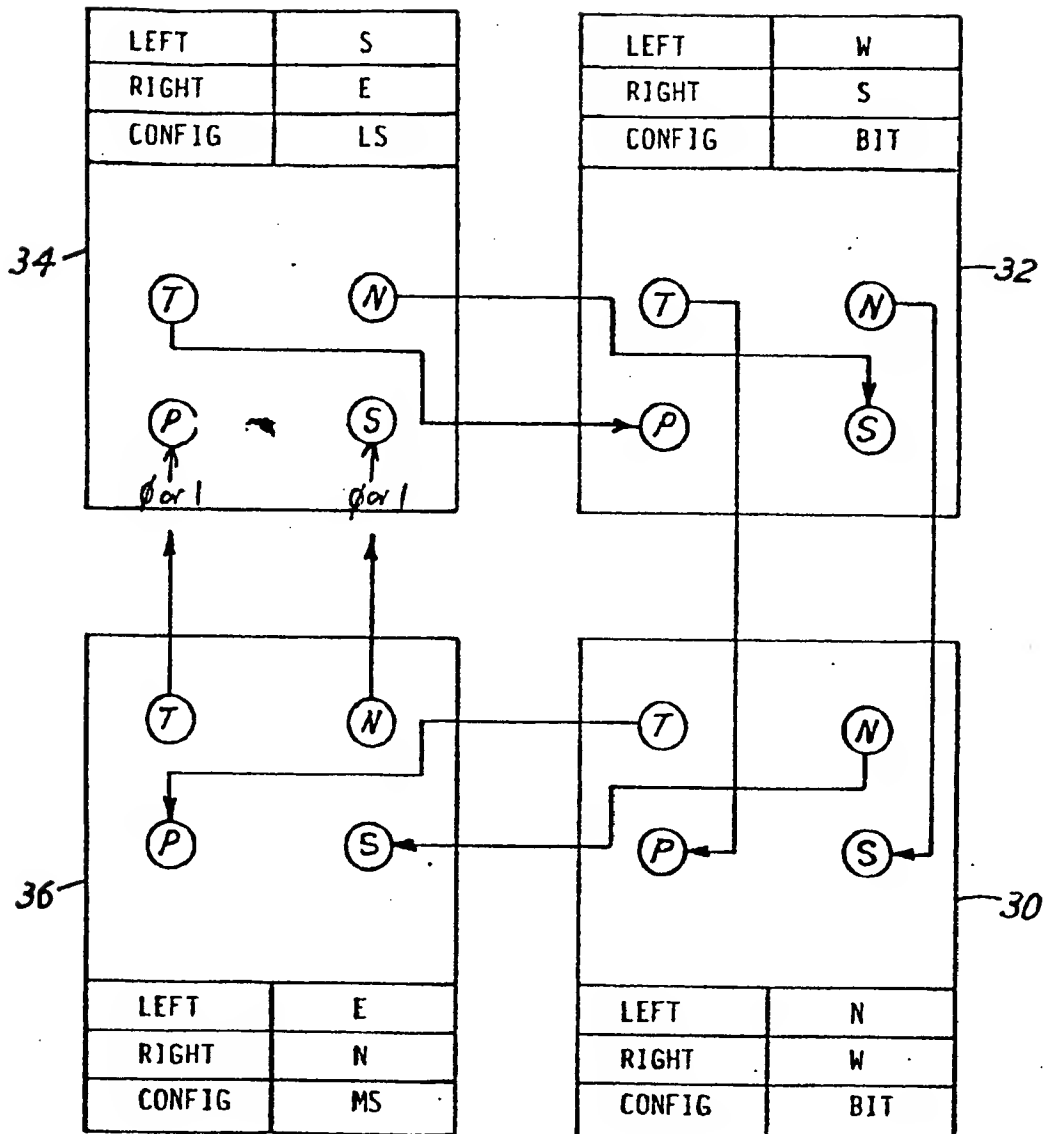 LEFT S
RIGHT E
CONFIG LS
LEFT W
RIGHT S
CONFIG BIT
34
T N
P S
φ or 1 φ or 1
T N
P S
32
T N
P S
36
LEFT E
RIGHT N
CONFIG MS
T N
P S
30
LEFT N
RIGHT W
CONFIG BIT